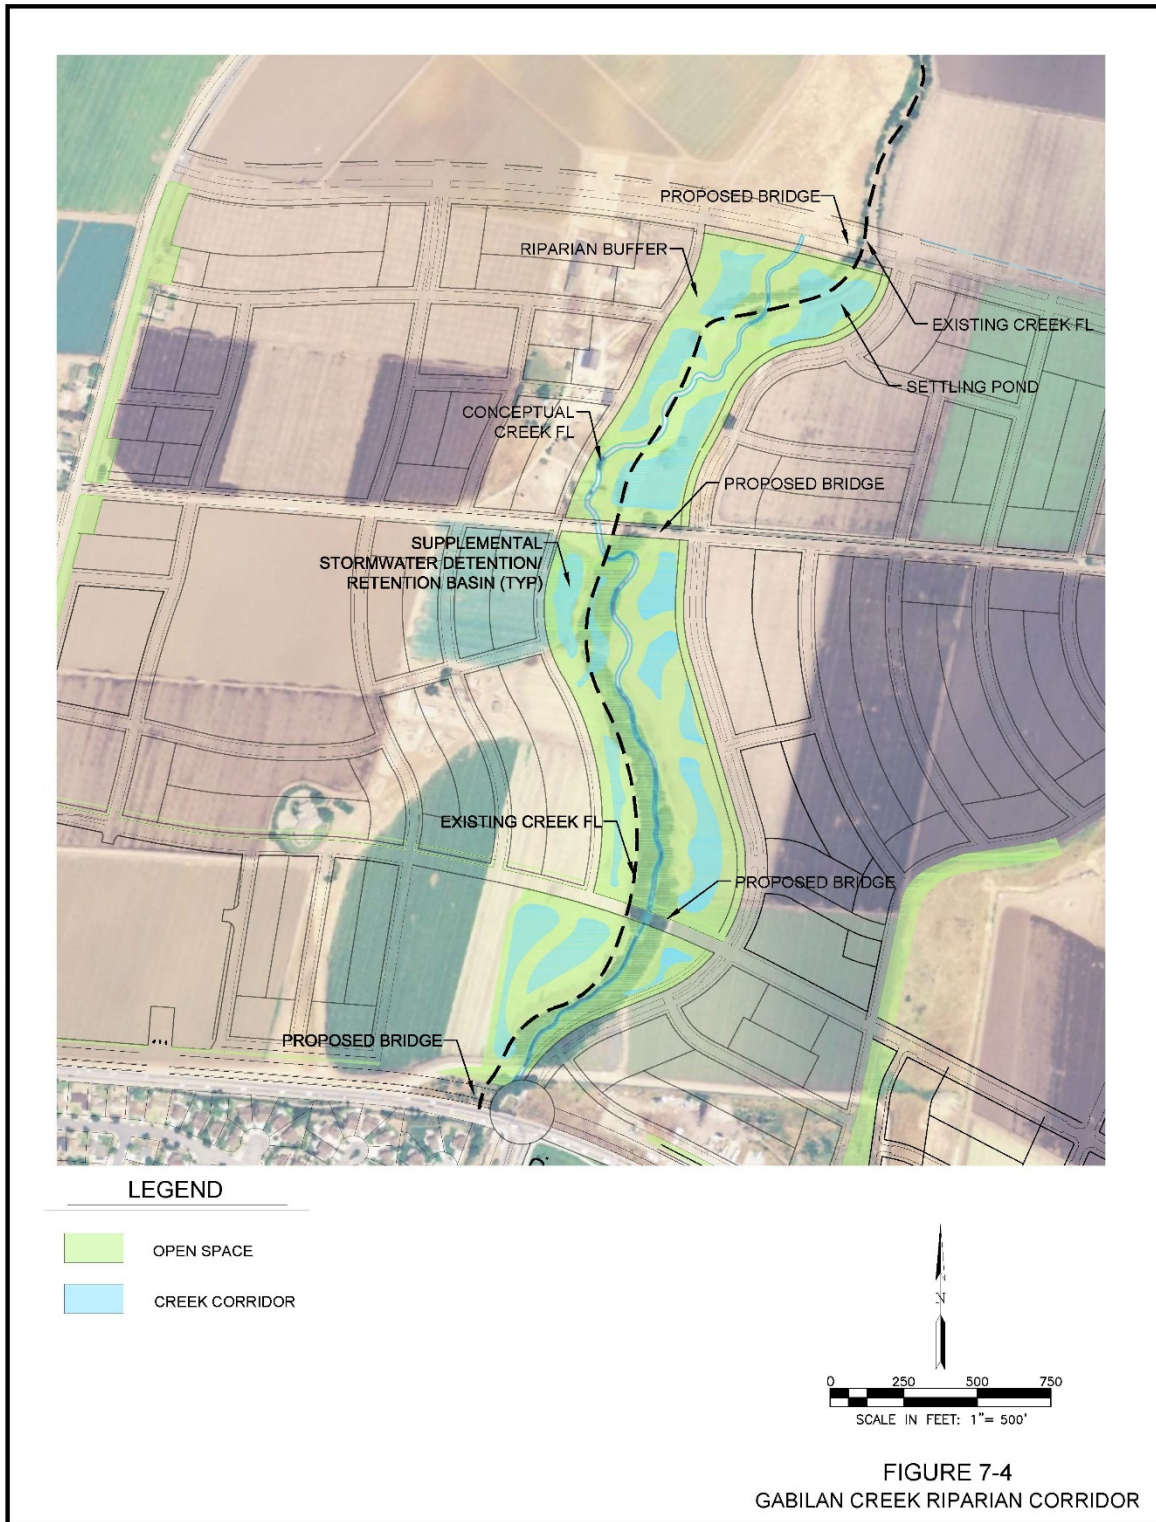 PROPOSED BRIDGE
RIPARIAN BUFFER
EXISTING CREEK FL
SETTLING POND
CONCEPTUAL
CREEK FL
PROPOSED BRIDGE
SUPPLEMENTAL
STORMWATER DETENTION/
RETENTION BASIN (TYP)
EXISTING CREEK FL
PROPOSED BRIDGE
PROPOSED BRIDGE
LEGEND
OPEN SPACE
CREEK CORRIDOR
N
0 250 500 750
SCALE IN FEET: 1"= 500'
FIGURE 7-4
GABILAN CREEK RIPARIAN CORRIDOR